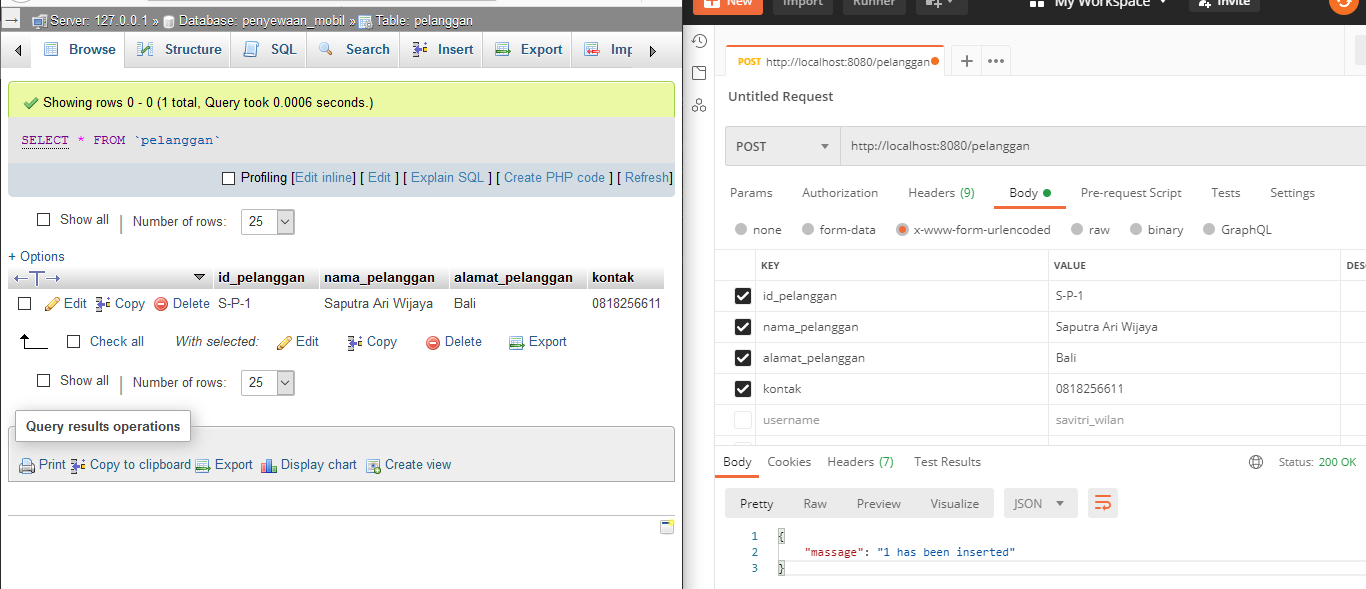 Server: 127.0.0.1 » Database: penyewaan_mobil » Table: pelanggan
Browse Structure SQL Search Insert Export Imp
Showing rows 0 - 0 (1 total, Query took 0.0006 seconds.)
SELECT * FROM `pelanggan`
Profiling [Edit inline] [ Edit ] [ Explain SQL ] [ Create PHP code ] [ Refresh]
Show all | Number of rows: 25
+ Options
←T→ id_pelanggan nama_pelanggan alamat_pelanggan kontak
Edit Copy Delete S-P-1 Saputra Ari Wijaya Bali 0818256611
Check all With selected: Edit Copy Delete Export
Show all | Number of rows: 25
Query results operations
Print Copy to clipboard Export Display chart Create view
New Import Runner My Workspace Invite
POST http://localhost:8080/pelanggan
Untitled Request
POST http://localhost:8080/pelanggan
Params Authorization Headers (9) Body Pre-request Script Tests Settings
none form-data x-www-form-urlencoded raw binary GraphQL
KEY VALUE DES
id_pelanggan S-P-1
nama_pelanggan Saputra Ari Wijaya
alamat_pelanggan Bali
kontak 0818256611
username savitri_wilan
Body Cookies Headers (7) Test Results Status: 200 OK
Pretty Raw Preview Visualize JSON
1 {
2 "massage": "1 has been inserted"
3 }